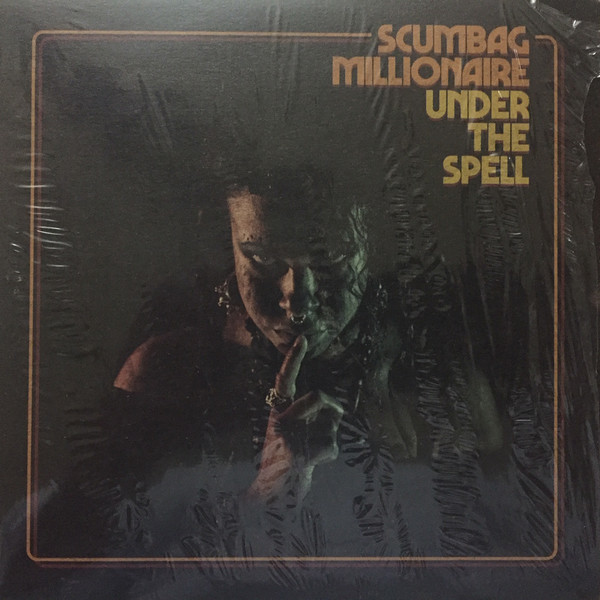 SCUMBAG
MILLIONAIRE
UNDER
THE
SPELL